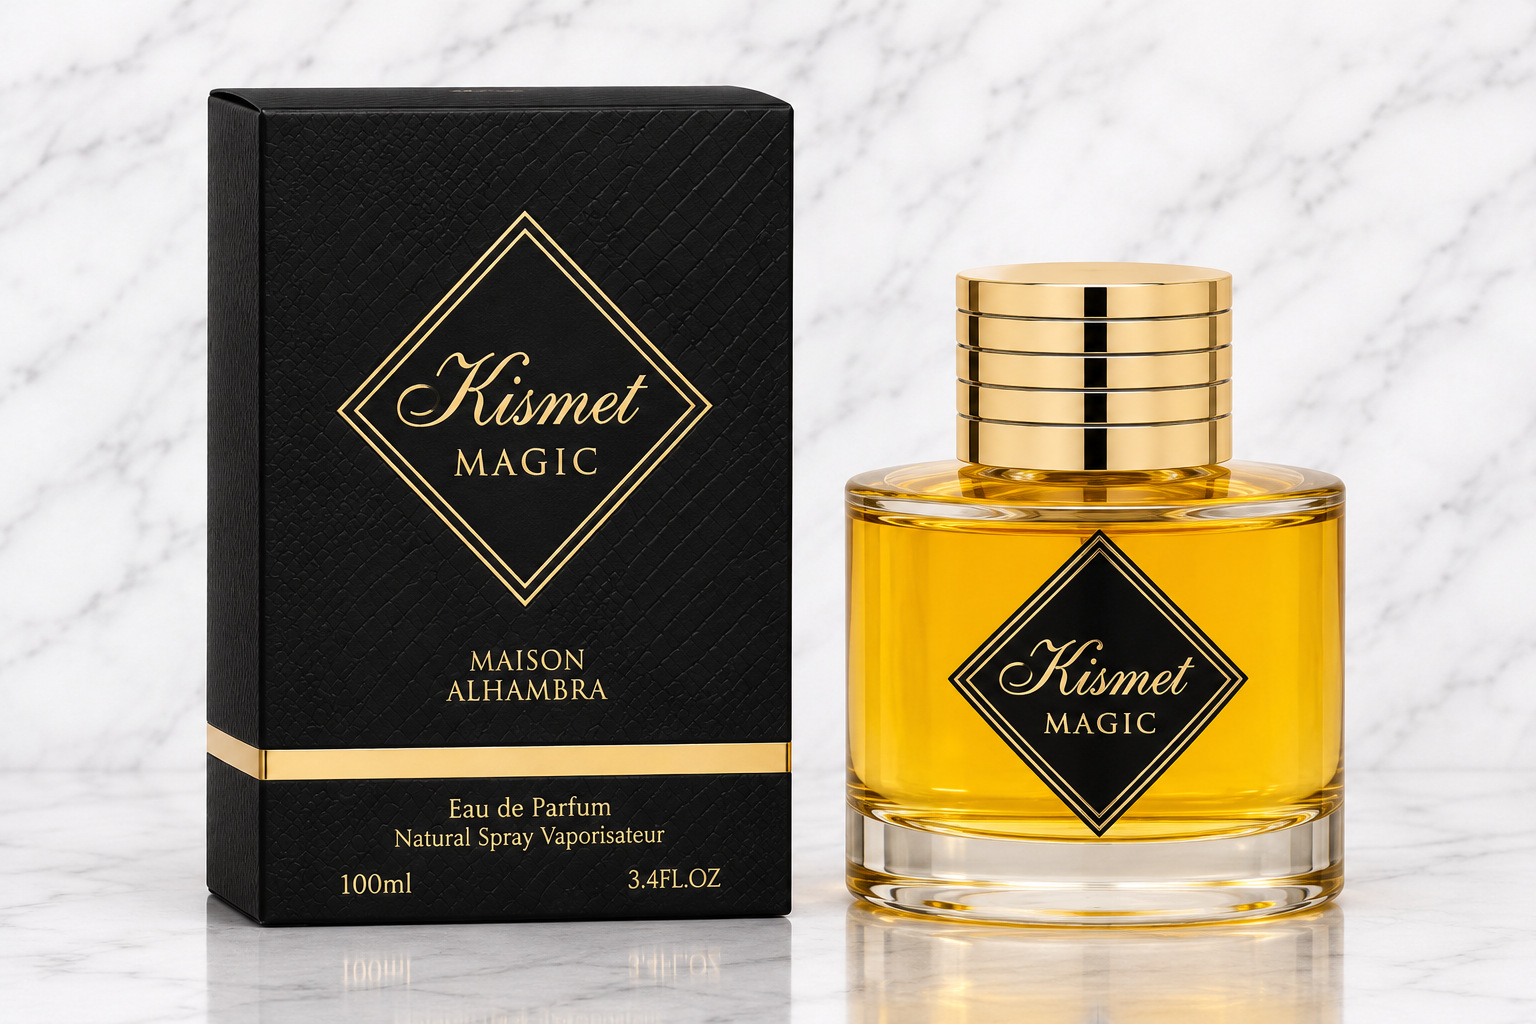 Kismet
MAGIC
MAISON
ALHAMBRA
Eau de Parfum
Natural Spray Vaporisateur
100ml
3.4FL.OZ
Kismet
MAGIC